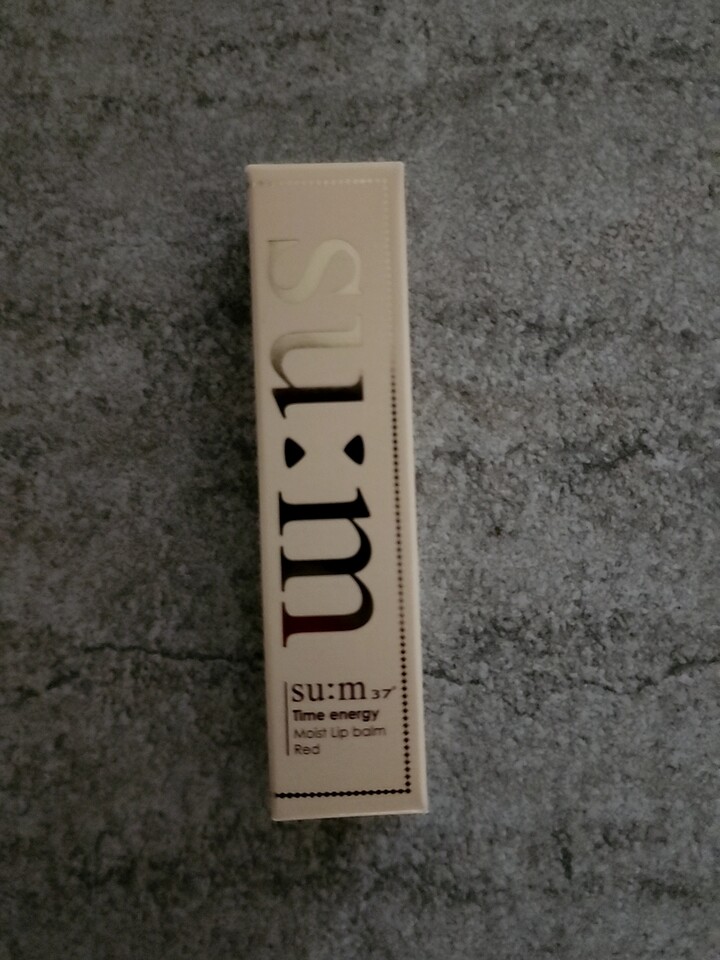 su:m
su:m37°
Time energy
Moist Lip balm
Red